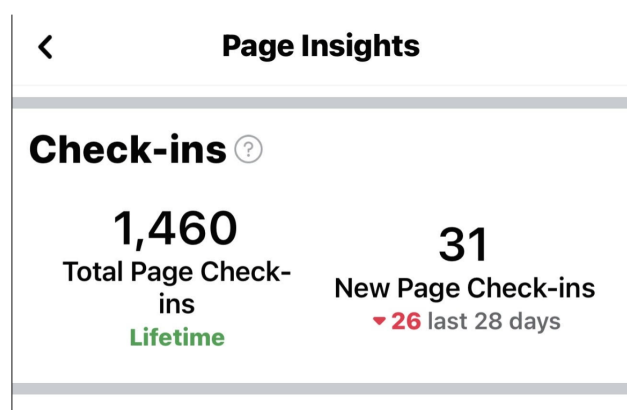 Page Insights
Check-ins ?
1,460
Total Page Check-
ins
Lifetime
31
New Page Check-ins
26 last 28 days